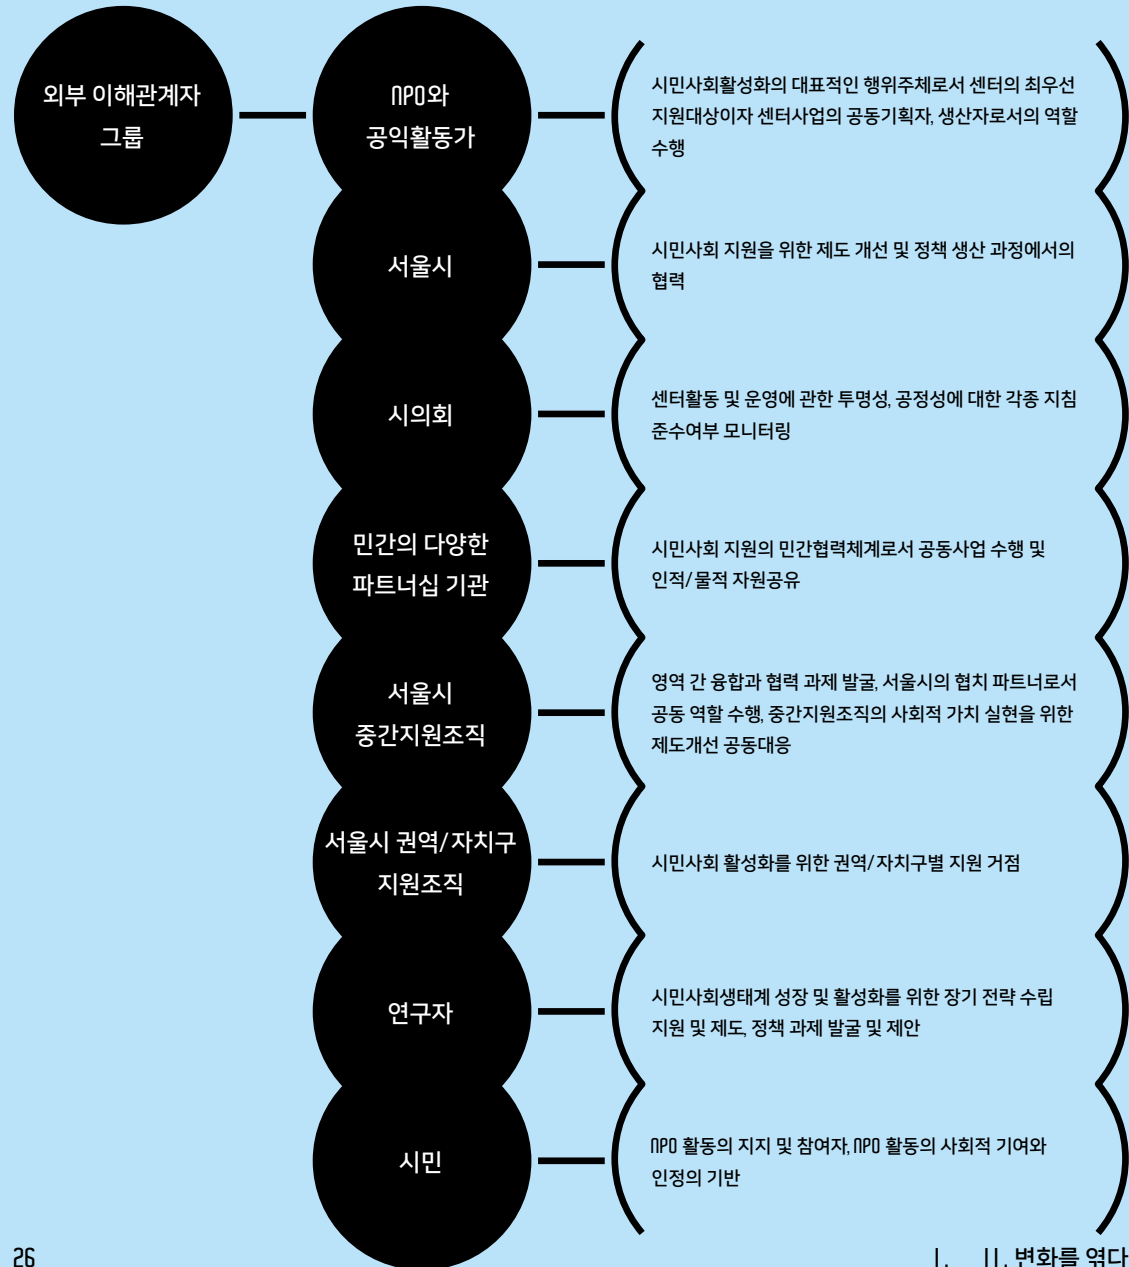 외부 이해관계자
그룹
NPO와
공익활동가
시민사회활성화의 대표적인 행위주체로서 센터의 최우선
지원대상이자 센터사업의 공동기획자, 생산자로서의 역할
수행
서울시
시민사회 지원을 위한 제도 개선 및 정책 생산 과정에서의
협력
시의회
센터활동 및 운영에 관한 투명성, 공정성에 대한 각종 지침
준수여부 모니터링
민간의 다양한
파트너십 기관
시민사회 지원의 민간협력체계로서 공동사업 수행 및
인적/물적 자원공유
서울시
중간지원조직
영역 간 융합과 협력 과제 발굴, 서울시의 협치 파트너로서
공동 역할 수행, 중간지원조직의 사회적 가치 실현을 위한
제도개선 공동대응
서울시 권역/자치구
지원조직
시민사회 활성화를 위한 권역/자치구별 지원 거점
연구자
시민사회생태계 성장 및 활성화를 위한 장기 전략 수립
지원 및 제도, 정책 과제 발굴 및 제안
시민
NPO 활동의 지지 및 참여자, NPO 활동의 사회적 기여와
인정의 기반
26
I. II. 변화를 엮다